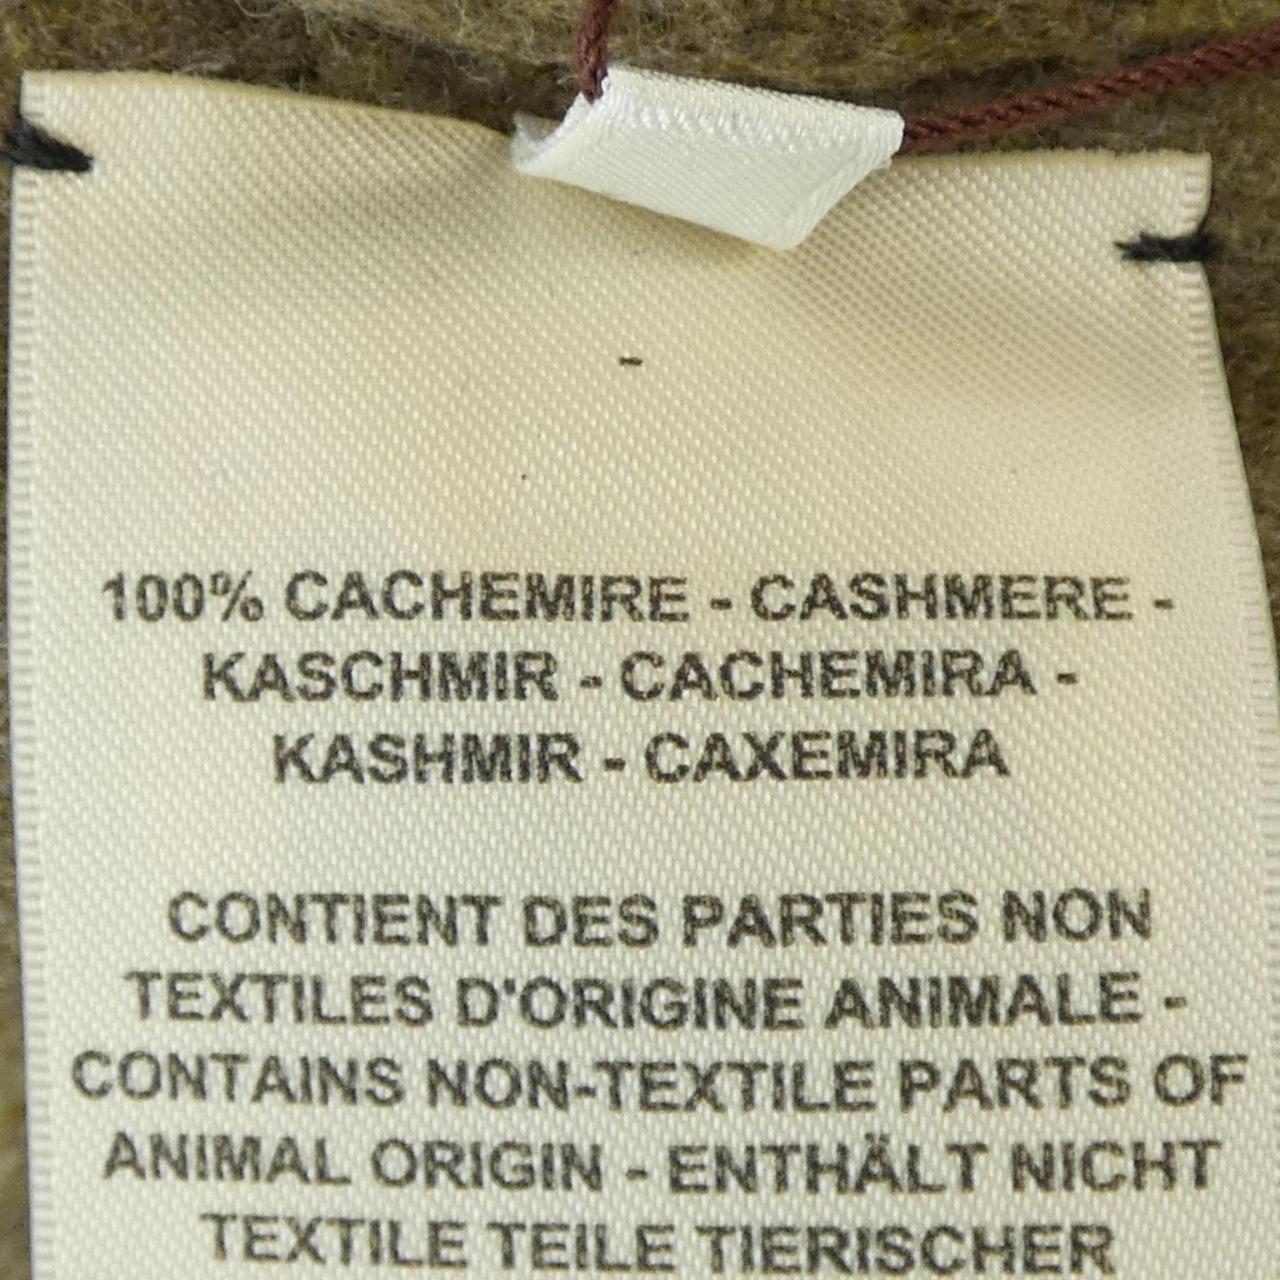 -
100% CACHEMIRE - CASHMERE -
KASCHMIR - CACHEMIRA -
KASHMIR - CAXEMIRA
CONTIENT DES PARTIES NON
TEXTILES D'ORIGINE ANIMALE -
CONTAINS NON-TEXTILE PARTS OF
ANIMAL ORIGIN - ENTHÄLT NICHT
TEXTILE TEILE TIERISCHER